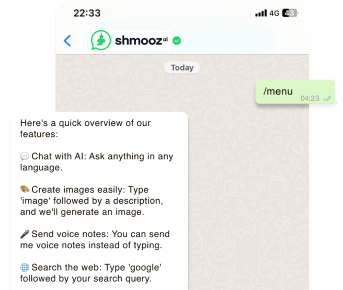 22:33
4G 43
shmooz ai
Today
/menu
04:23
Here's a quick overview of our
features:
💬 Chat with AI: Ask anything in any
language.
🎨 Create images easily: Type
'image' followed by a description,
and we'll generate an image.
🎤 Send voice notes: You can send
me voice notes instead of typing.
🌐 Search the web: Type 'google'
followed by your search query.